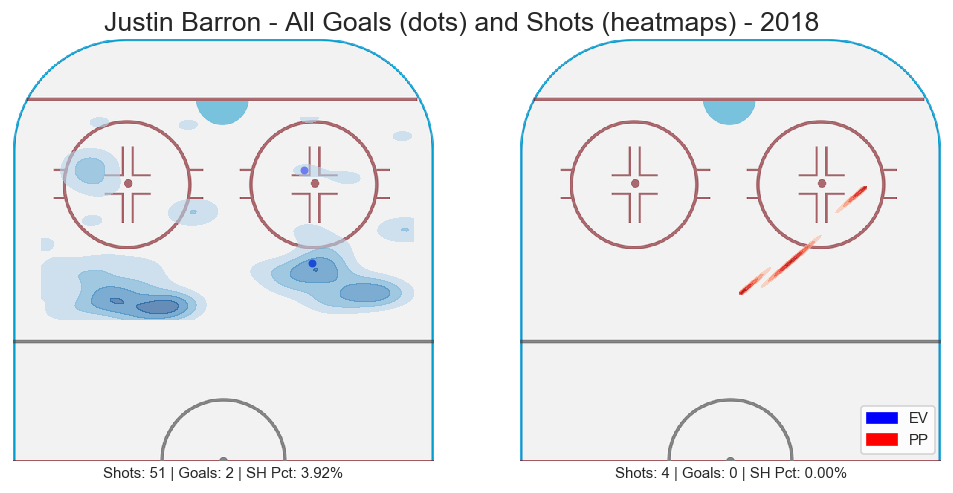 Justin Barron - All Goals (dots) and Shots (heatmaps) - 2018
EV
PP
Shots: 51 | Goals: 2 | SH Pct: 3.92%
Shots: 4 | Goals: 0 | SH Pct: 0.00%